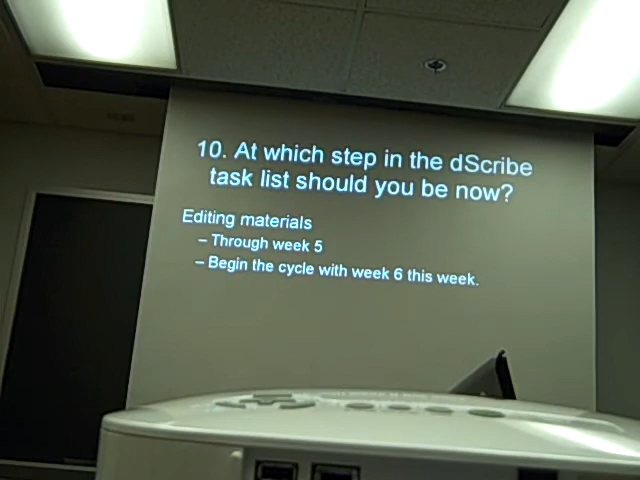 10. At which step in the dScribe
task list should you be now?
Editing materials
– Through week 5
– Begin the cycle with week 6 this week.